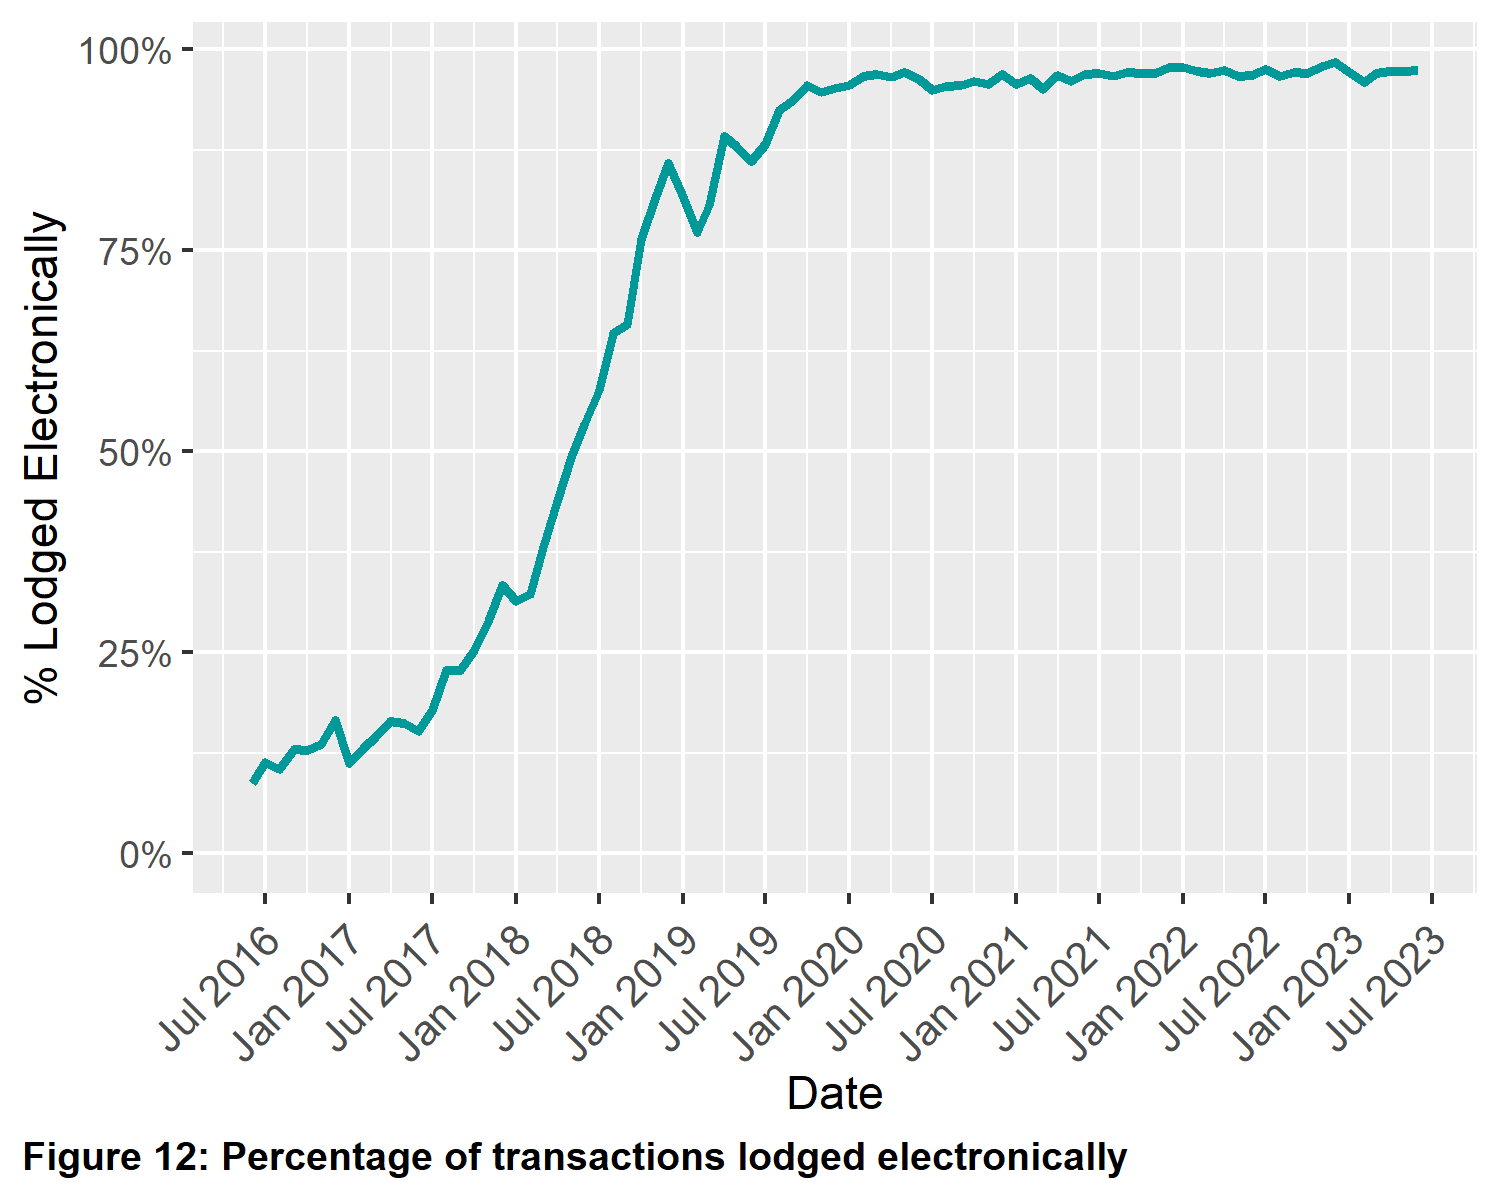 100%
75%
50%
25%
0%
% Lodged Electronically
Jul 2016
Jan 2017
Jul 2017
Jan 2018
Jul 2018
Jan 2019
Jul 2019
Jan 2020
Jul 2020
Jan 2021
Jul 2021
Jan 2022
Jul 2022
Jan 2023
Jul 2023
Date
Figure 12: Percentage of transactions lodged electronically